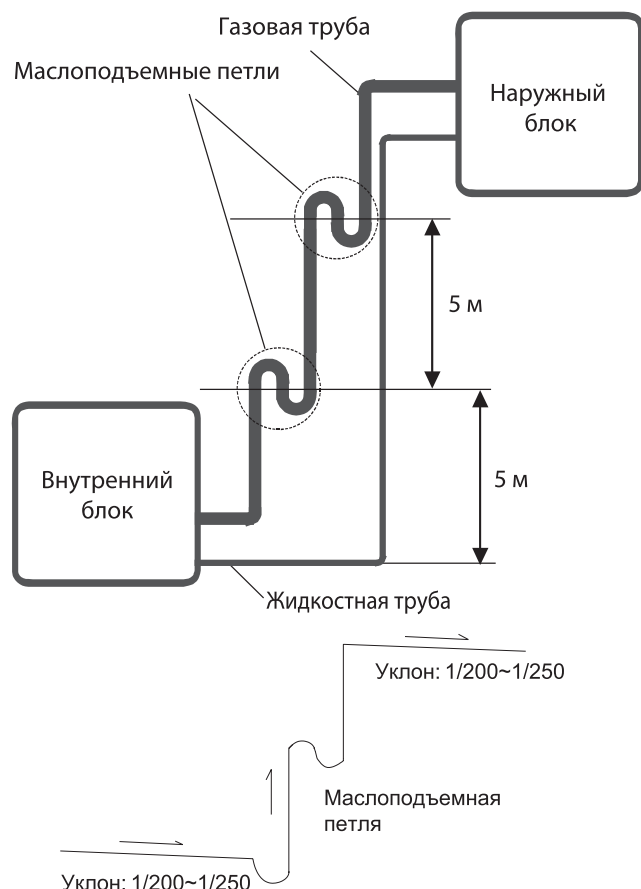 Газовая труба
Маслоподъемные петли
Наружный
блок
5 м
Внутренний
блок
5 м
Жидкостная труба
Уклон: 1/200~1/250
Маслоподъемная
петля
Уклон: 1/200~1/250